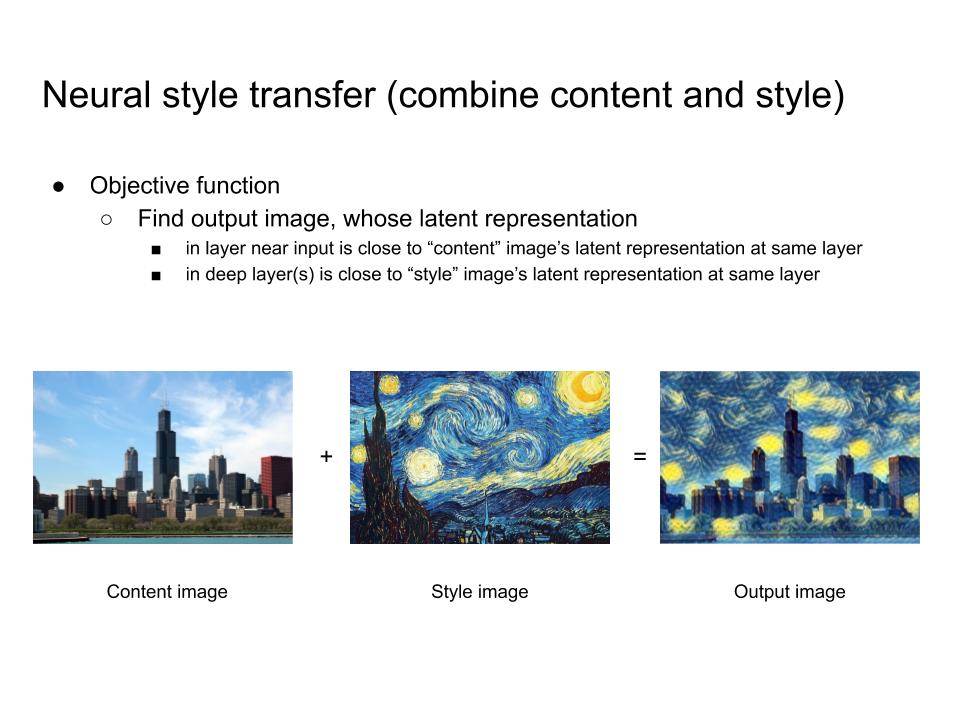 Neural style transfer (combine content and style)
● Objective function
○ Find output image, whose latent representation
■ in layer near input is close to “content” image’s latent representation at same layer
■ in deep layer(s) is close to “style” image’s latent representation at same layer
+ =
Content image Style image Output image